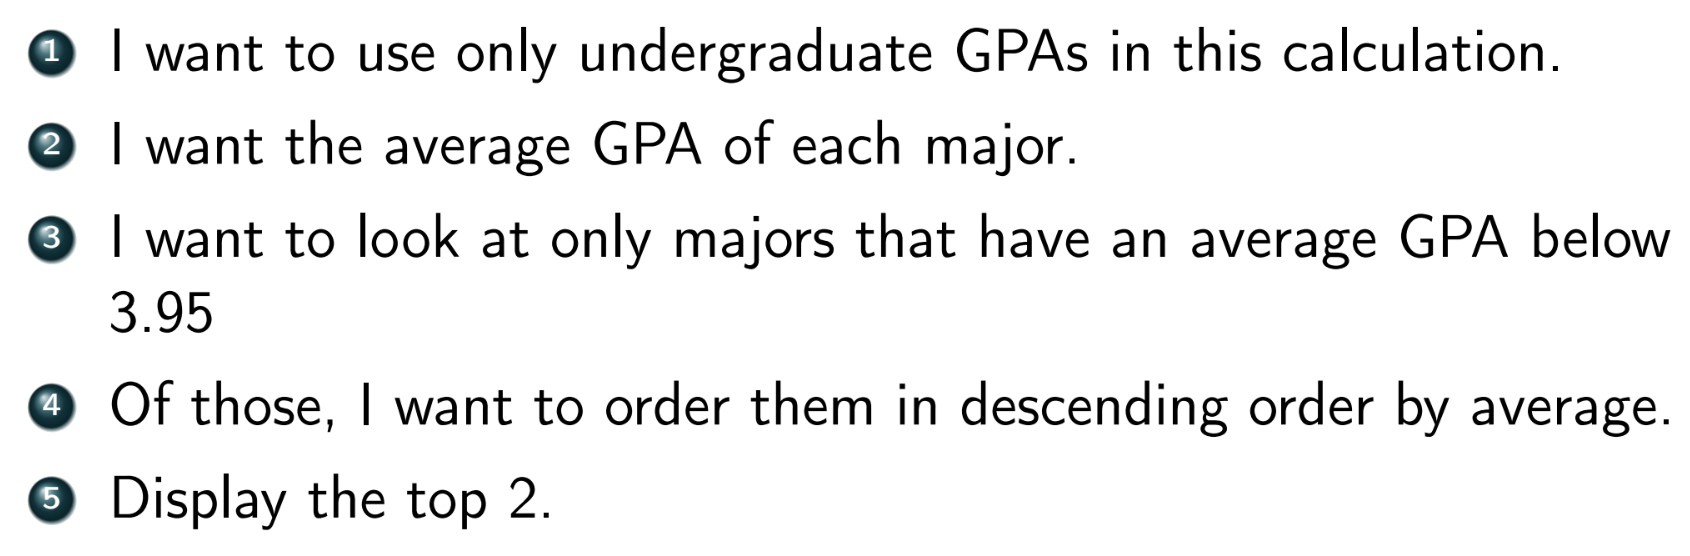 1 I want to use only undergraduate GPAs in this calculation.
2 I want the average GPA of each major.
3 I want to look at only majors that have an average GPA below
3.95
4 Of those, I want to order them in descending order by average.
5 Display the top 2.